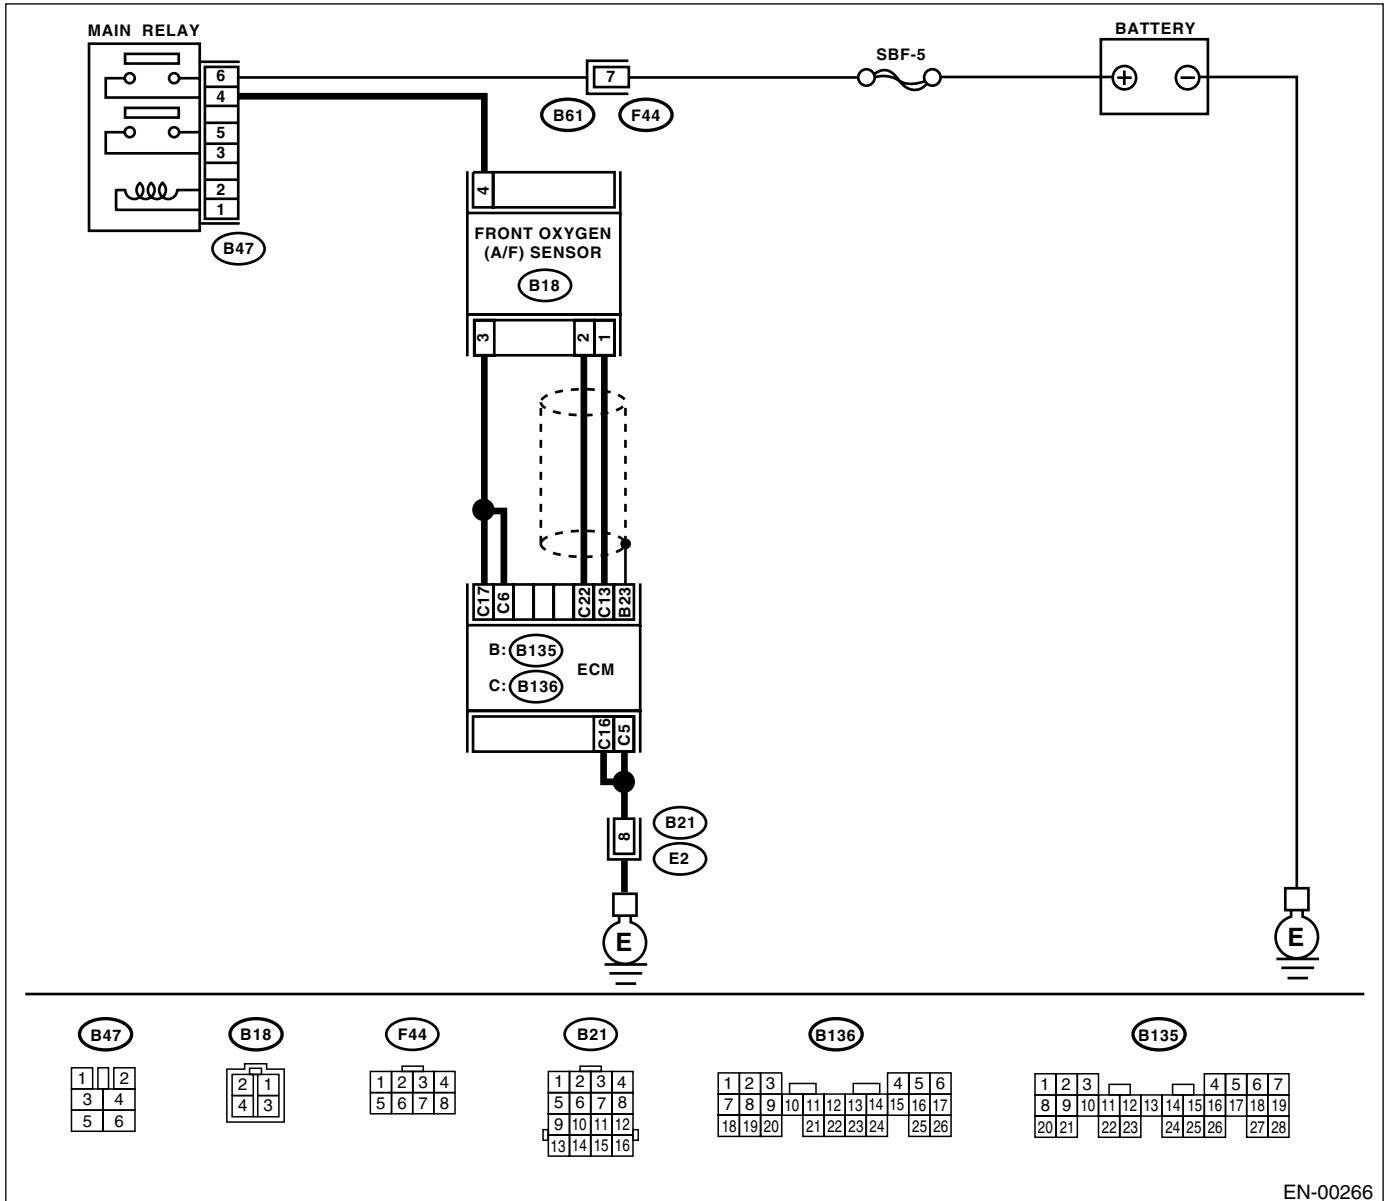 MAIN RELAY
BATTERY
SBF-5
6
4
5
3
2
1
7
B61
F44
B47
4
FRONT OXYGEN
(A/F) SENSOR
B18
3
2
1
C17
C6
C22
C13
B23
B: B135
C: B136
ECM
C16
C5
8
B21
E2
E
E
B47
1 2
3 4
5 6
B18
2 1
4 3
F44
1 2 3 4
5 6 7 8
B21
1 2 3 4
5 6 7 8
9 10 11 12
13 14 15 16
B136
1 2 3 4 5 6
7 8 9 10 11 12 13 14 15 16 17
18 19 20 21 22 23 24 25 26
B135
1 2 3 4 5 6 7
8 9 10 11 12 13 14 15 16 17 18 19
20 21 22 23 24 25 26 27 28
EN-00266